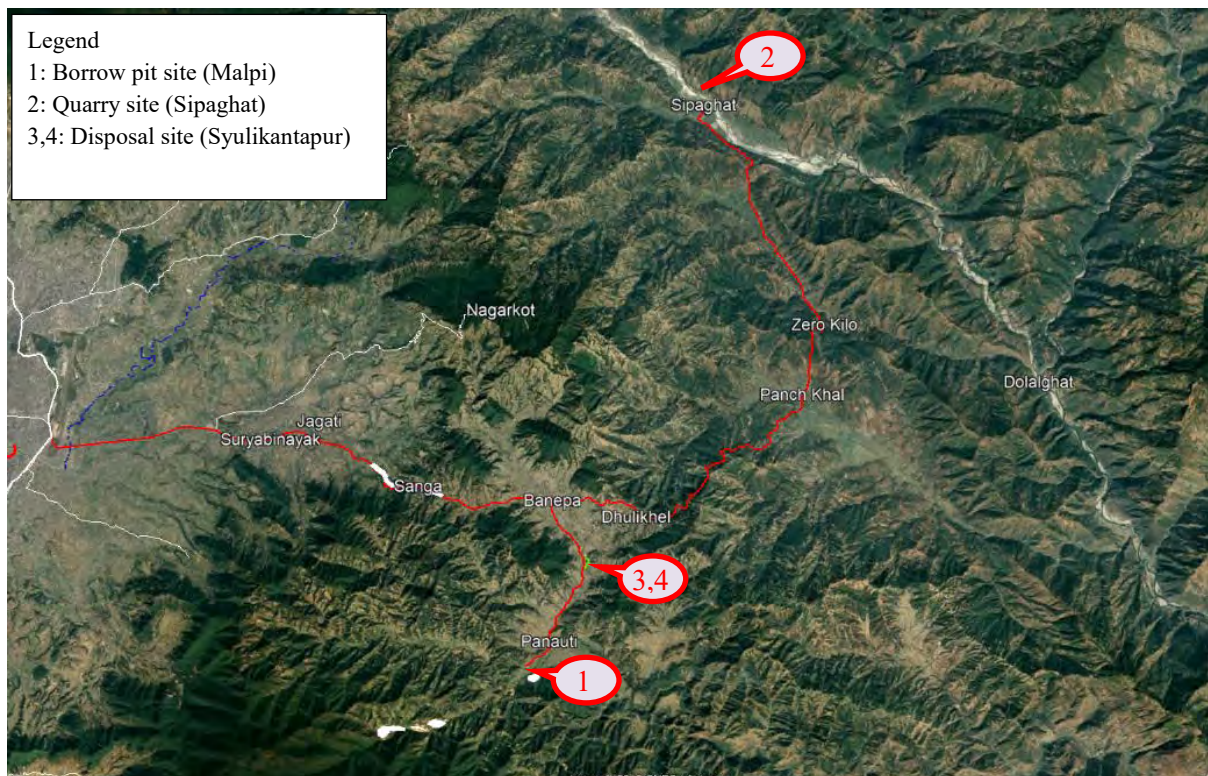 Legend
1: Borrow pit site (Malpi)
2: Quarry site (Sipaghat)
3,4: Disposal site (Syulikantapur)
2
Sipaghat
Nagarkot
Zero Kilo
Dolalghat
Panch Khal
Jagati
Suryabinayak
Sanga
Banepa
Dhulikhel
3,4
Panauti
1